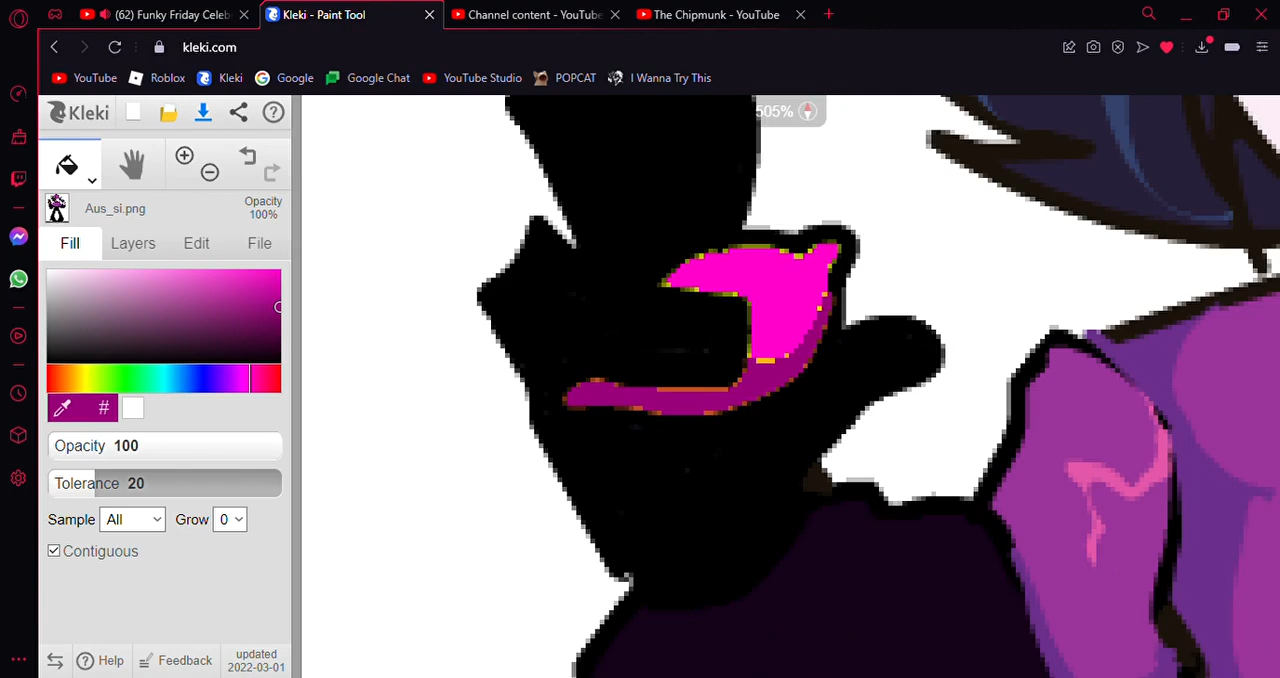 (62) Funky Friday Celeb
Kleki - Paint Tool
Channel content - YouTube
The Chipmunk - YouTube
kleki.com
YouTube
Roblox
Kleki
Google
Google Chat
YouTube Studio
POPCAT
I Wanna Try This
Kleki
505%
Aus_si.png
Opacity
100%
Fill
Layers
Edit
File
#
Opacity 100
Tolerance 20
Sample All Grow 0
Contiguous
Help
Feedback
updated
2022-03-01